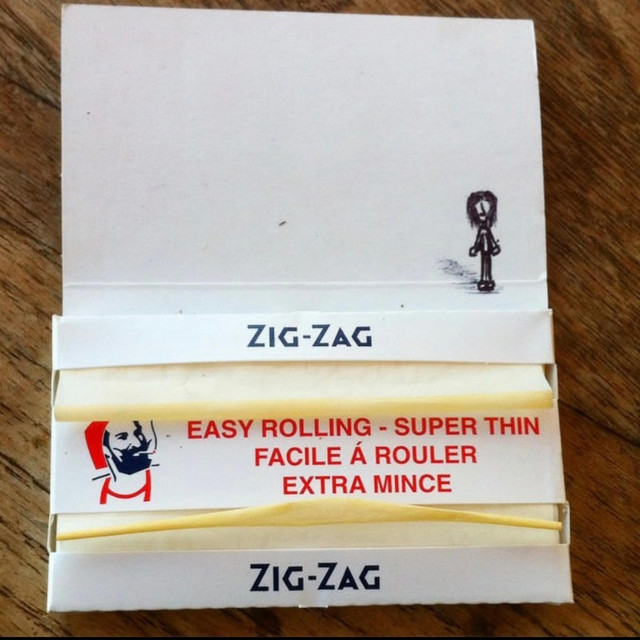 ZIG-ZAG
EASY ROLLING - SUPER THIN
FACILE Á ROULER
EXTRA MINCE
ZIG-ZAG